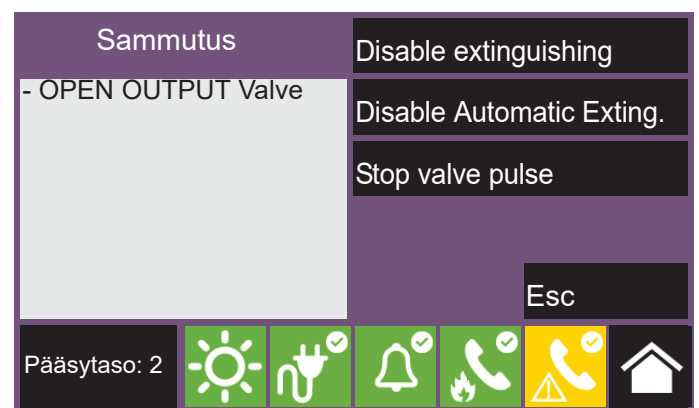 Sammutus
- OPEN OUTPUT Valve
Disable extinguishing
Disable Automatic Exting.
Stop valve pulse
Esc
Pääsytaso: 2